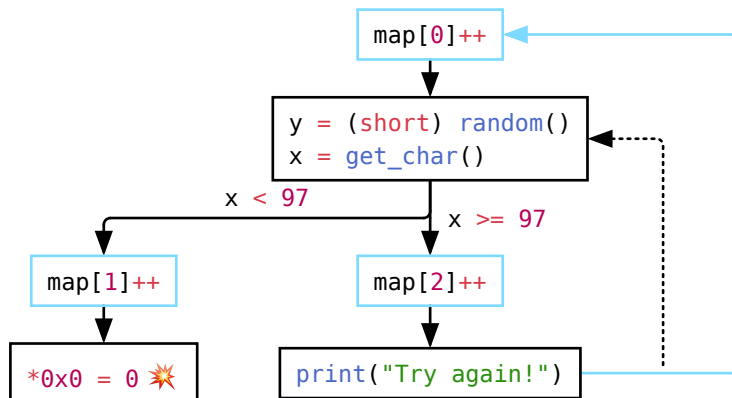 map[0]++
y = (short) random()
x = get_char()
x < 97
x >= 97
map[1]++
map[2]++
*0x0 = 0 💥
print("Try again!")